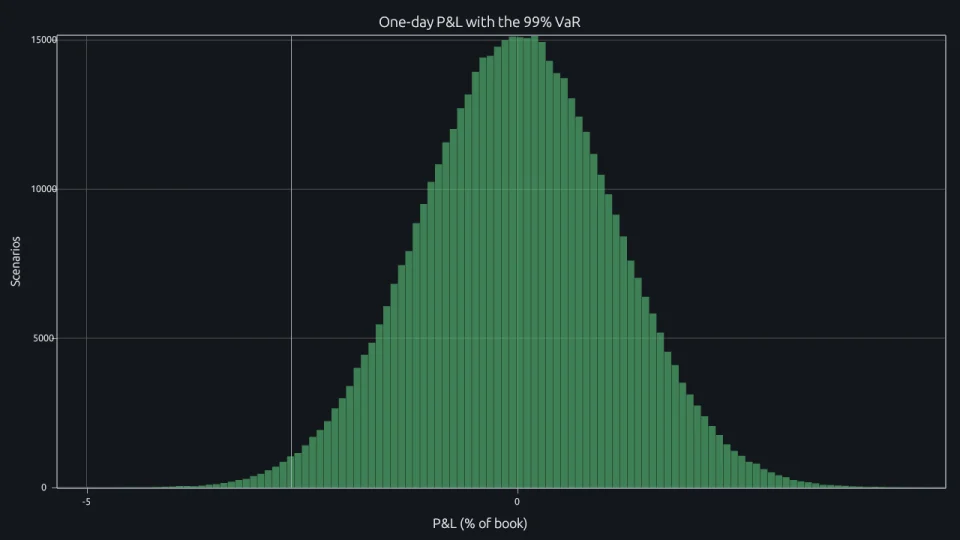 One-day P&L with the 99% VaR
15000
10000
5000
0
Scenarios
-5
0
P&L (% of book)